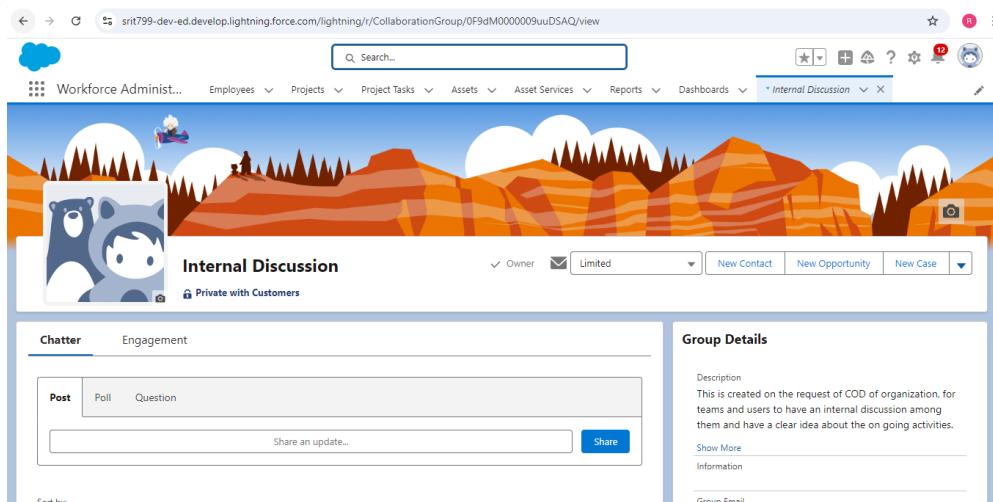 srit799-dev-ed.develop.lightning.force.com/lightning/r/CollaborationGroup/0F9dM0000009uuDSAQ/view
R
Search...
12
Workforce Administ... Employees Projects Project Tasks Assets Asset Services Reports Dashboards * Internal Discussion
Internal Discussion
Private with Customers
Owner Limited New Contact New Opportunity New Case
Chatter Engagement
Post Poll Question
Share an update... Share
Sort by:
Group Details
Description
This is created on the request of COD of organization, for
teams and users to have an internal discussion among
them and have a clear idea about the on going activities.
Show More
Information
Group Email